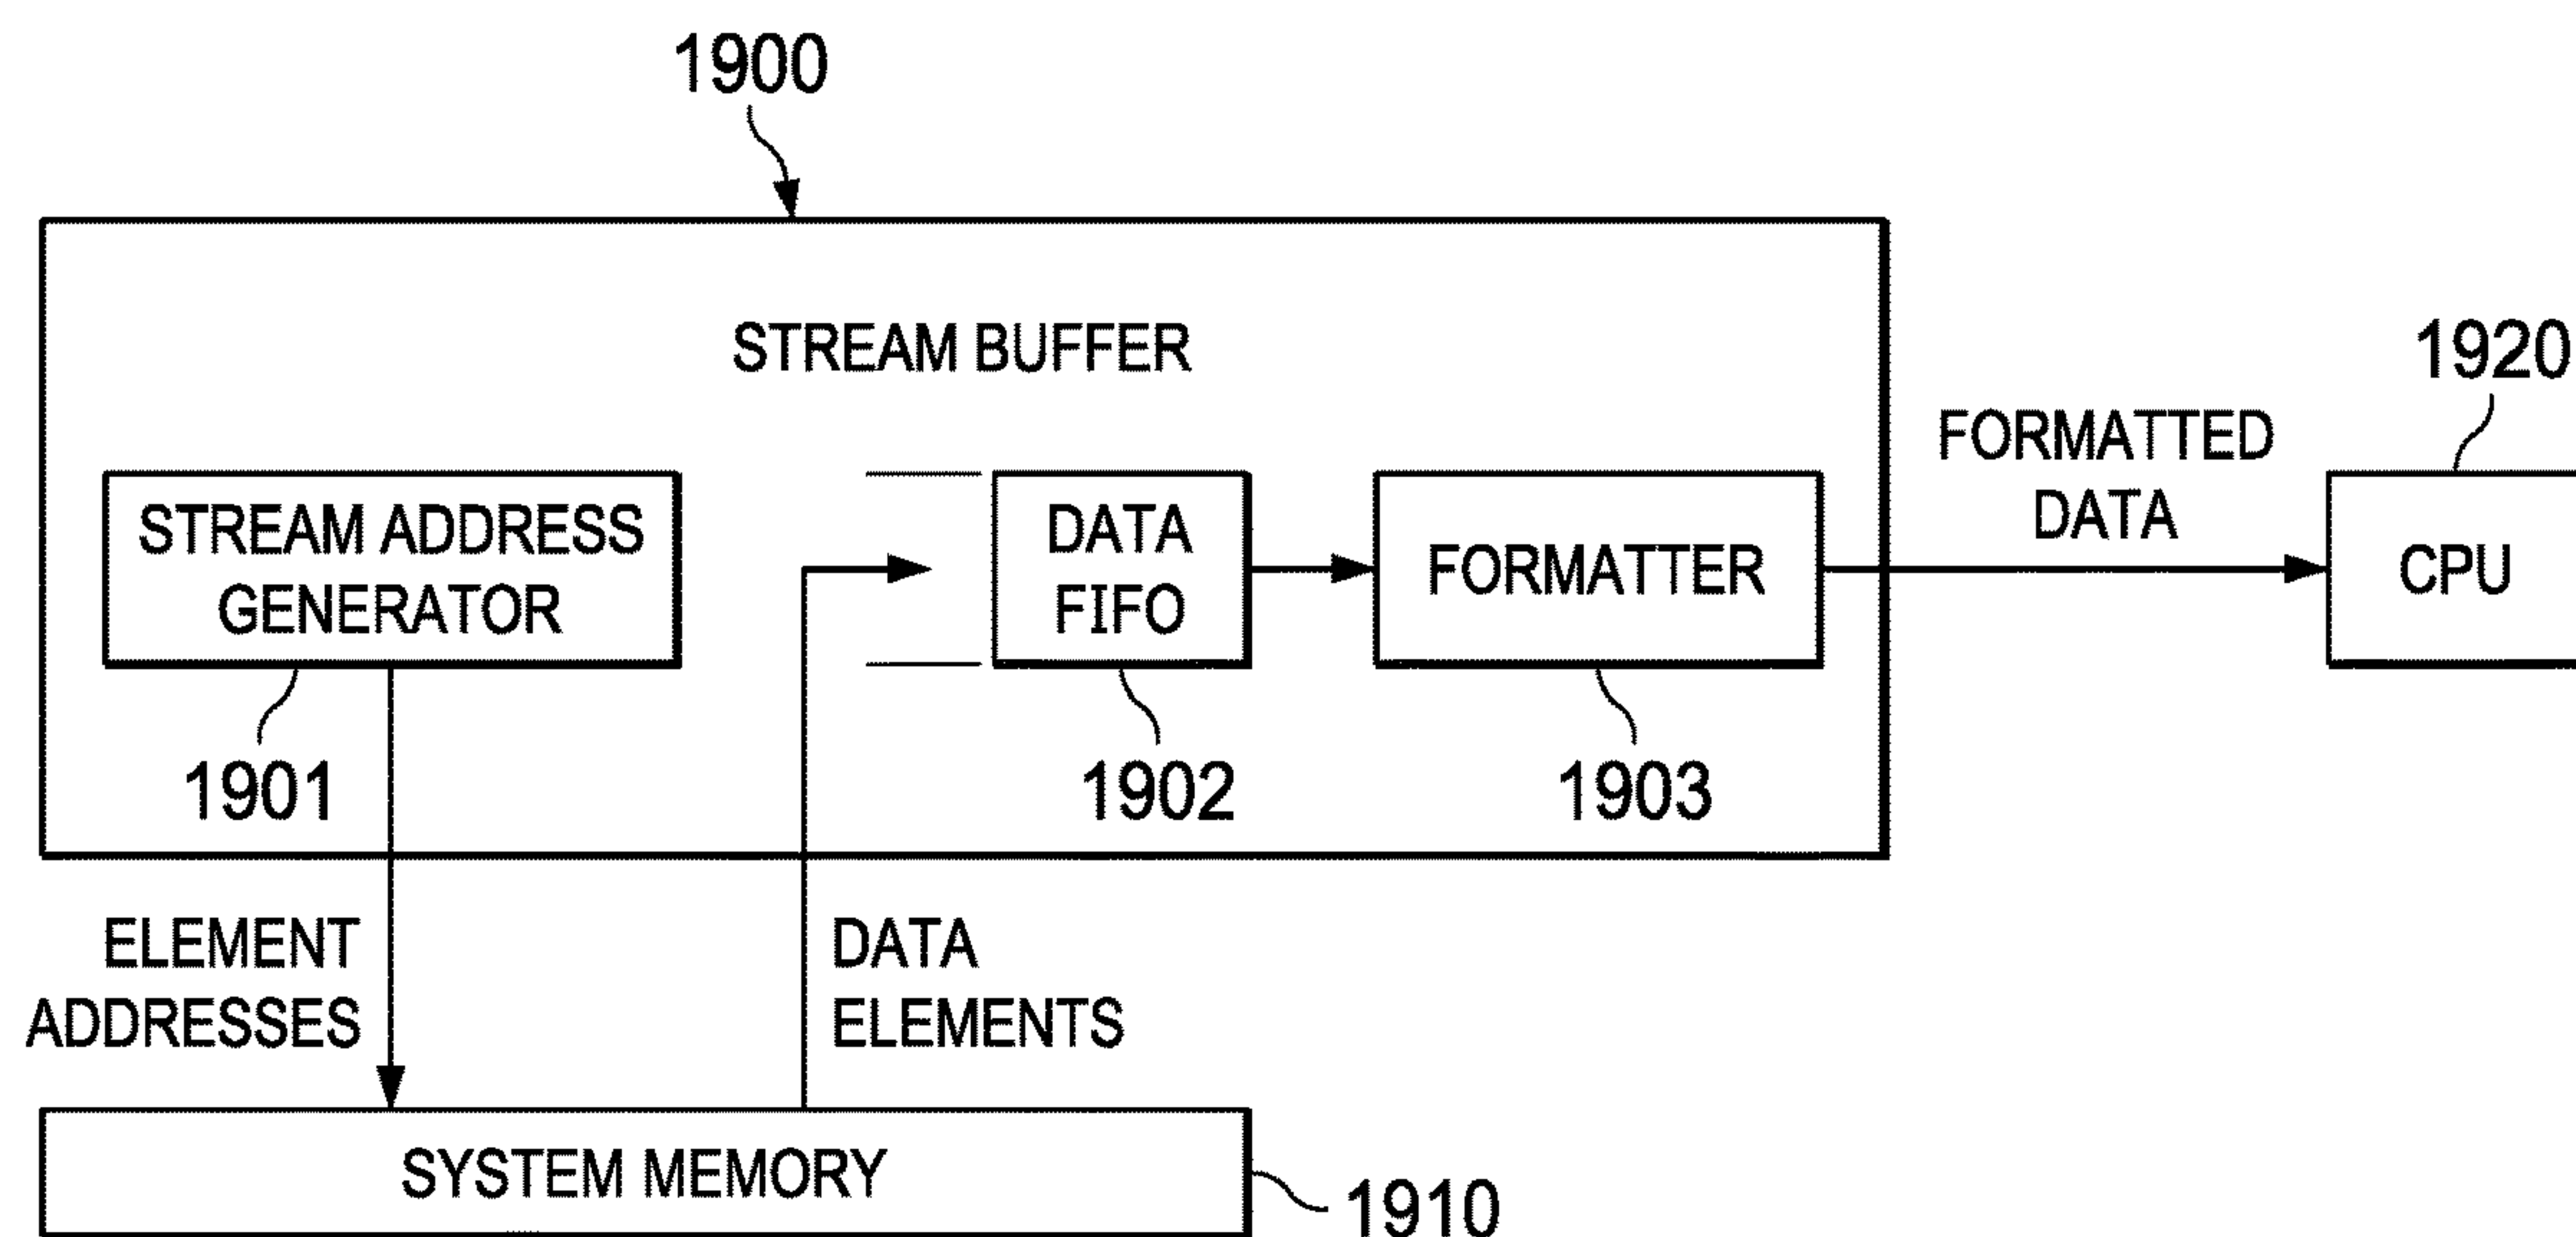 1900
STREAM BUFFER
1920
FORMATTED
DATA
STREAM ADDRESS
GENERATOR
DATA
FIFO
FORMATTER
CPU
1901
1902
1903
ELEMENT
ADDRESSES
DATA
ELEMENTS
SYSTEM MEMORY
1910